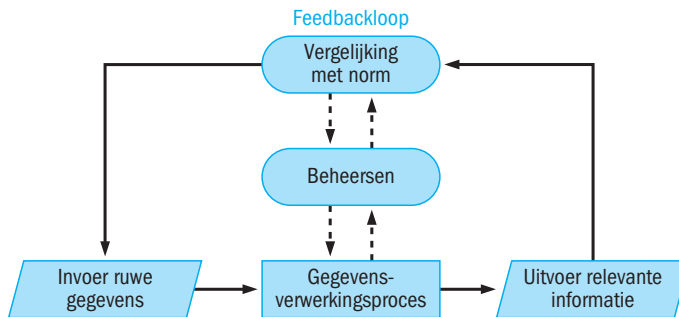 Feedbackloop
Vergelijking
met norm
Beheersen
Invoer ruwe
gegevens
Gegevens-
verwerkingsproces
Uitvoer relevante
informatie